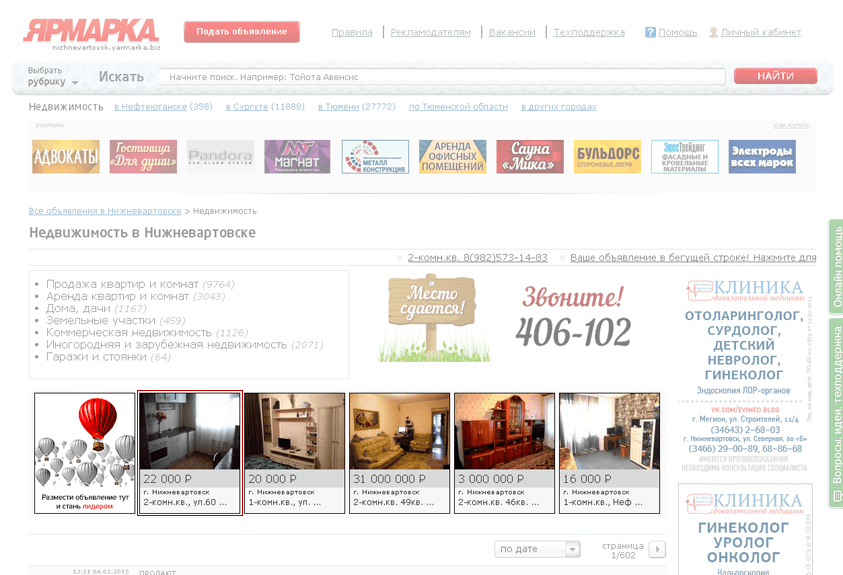 ЯРМАРКА
nizhnevartovsk.yarmarka.biz
Подать объявление
Правила
Рекламодателям
Вакансии
Техподдержка
Помощь
Личный кабинет
Выбрать
рубрику
Искать
Начните поиск. Например: Тойота Авенсис
НАЙТИ
Недвижимость
в Нефтеюганске (358)
в Сургуте (11888)
в Тюмени (27772)
по Тюменской области
в других городах
реклама
как купить
АДВОКАТЫ
Гостиница
«Для души»
Pandora
МАГНАТ
МЕТАЛЛ
КОНСТРУКЦИЯ
АРЕНДА
ОФИСНЫХ
ПОМЕЩЕНИЙ
Сауна
«Мика»
БУЛЬДОРС
СТОРОЖЕВЫЕ ДВЕРИ
ФАСАДНЫЕ И
КРОВЕЛЬНЫЕ
МАТЕРИАЛЫ
Электроды
всех марок
Все объявления в Нижневартовске > Недвижимость
Недвижимость в Нижневартовске
2-комн.кв. 8(982)573-14-83
Ваше объявление в бегущей строке! Нажмите для
Продажа квартир и комнат (9764)
Аренда квартир и комнат (3043)
Дома, дачи (1167)
Земельные участки (459)
Коммерческая недвижимость (1126)
Иногородняя и зарубежная недвижимость (2071)
Гаражи и стоянки (64)
Место
сдается!
Звоните!
406-102
КЛИНИКА
доказательной медицины
ОТОЛАРИНГОЛОГ,
СУРДОЛОГ,
ДЕТСКИЙ
НЕВРОЛОГ,
ГИНЕКОЛОГ
Эндоскопия ЛОР-органов
VK.COM/EVIMED.BLOG
г. Мегион, ул. Строителей, 11/4
(34643) 2-68-03
г. Нижневартовск, ул. Северная, 6о «Б»
(3466) 29-00-89, 68-86-68
ИМЕЮТСЯ ПРОТИВОПОКАЗАНИЯ
НЕОБХОДИМА КОНСУЛЬТАЦИЯ СПЕЦИАЛИСТА
Онлайн помощь
Вопросы, идеи, техподдержка
Размести объявление тут
и стань лидером
22 000 Р
г. Нижневартовск
2-комн.кв., ул.60 ...
20 000 Р
г. Нижневартовск
1-комн.кв., ул. ...
31 000 000 Р
г. Нижневартовск
2-комн.кв. 49кв. ...
3 000 000 Р
г. Нижневартовск
2-комн.кв. 46кв. ...
16 000 Р
г. Нижневартовск
1-комн.кв., Неф ...
КЛИНИКА
доказательной медицины
ГИНЕКОЛОГ
УРОЛОГ
ОНКОЛОГ
Кольпоскопия
по дате
страница
1/602
12:21 04.02.2015
ПРОДАЮТ